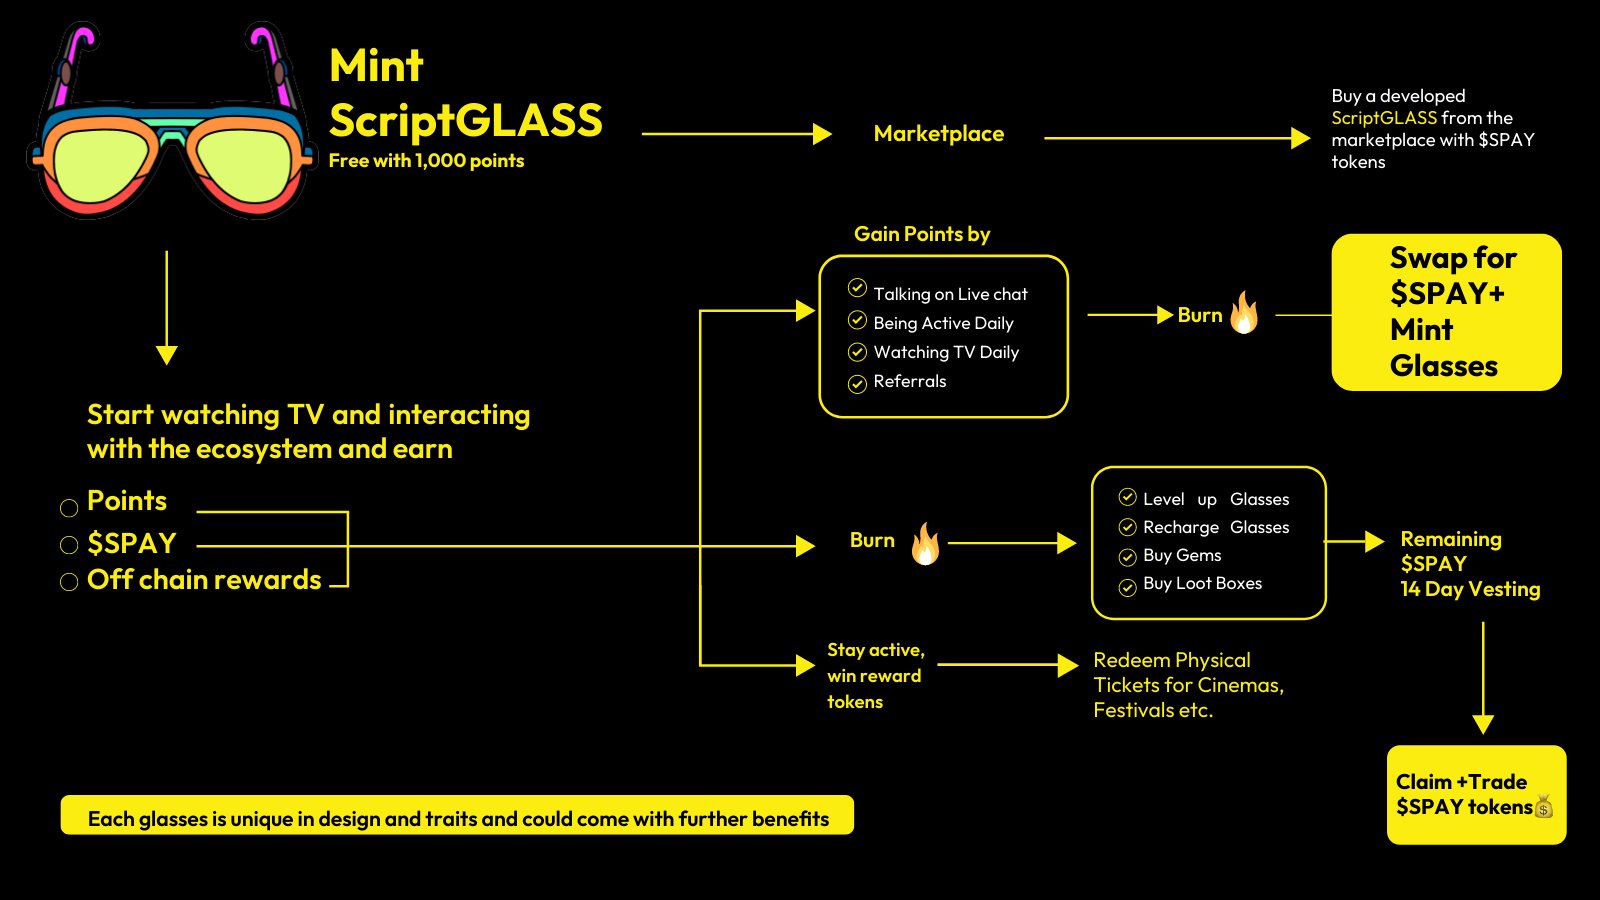 Mint
ScriptGLASS
Free with 1,000 points
Marketplace
Buy a developed
ScriptGLASS from the
marketplace with $SPAY
tokens
Gain Points by
Talking on Live chat
Being Active Daily
Watching TV Daily
Referrals
Burn
Swap for
$SPAY+
Mint
Glasses
Start watching TV and interacting
with the ecosystem and earn
Points
$SPAY
Off chain rewards
Burn
Level up Glasses
Recharge Glasses
Buy Gems
Buy Loot Boxes
Remaining
$SPAY
14 Day Vesting
Stay active,
win reward
tokens
Redeem Physical
Tickets for Cinemas,
Festivals etc.
Claim +Trade
$SPAY tokens
Each glasses is unique in design and traits and could come with further benefits